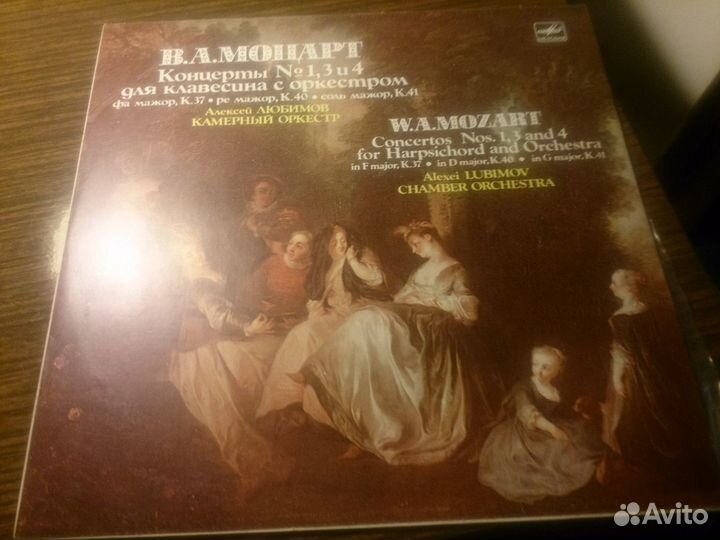 В.А.МОЦАРТ
Концерты №1,3 и 4
для клавесина с оркестром
фа мажор, К.37 • ре мажор, К.40 • соль мажор, К.41
Алексей ЛЮБИМОВ
КАМЕРНЫЙ ОРКЕСТР
W.A.MOZART
Concertos Nos. 1, 3 and 4
for Harpsichord and Orchestra
in F major, K.37 • in D major, K.40 • in G major, K.41
Alexei LUBIMOV
CHAMBER ORCHESTRA
Avito